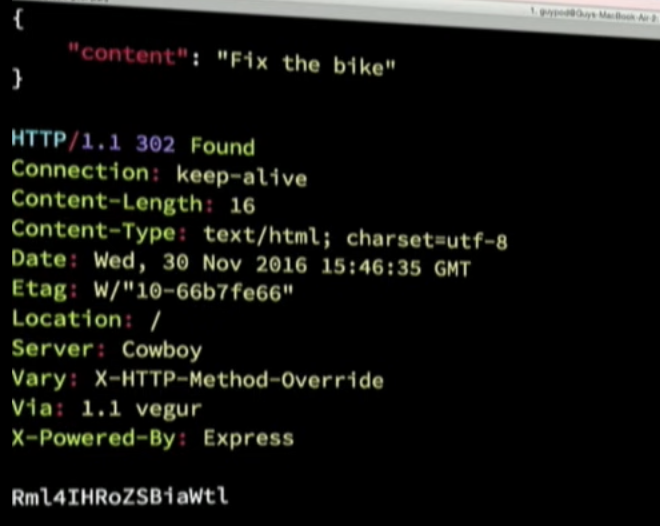 1. guypod@Guys-MacBook-Air-2:
{
"content": "Fix the bike"
}
HTTP/1.1 302 Found
Connection: keep-alive
Content-Length: 16
Content-Type: text/html; charset=utf-8
Date: Wed, 30 Nov 2016 15:46:35 GMT
Etag: W/"10-66b7fe66"
Location: /
Server: Cowboy
Vary: X-HTTP-Method-Override
Via: 1.1 vegur
X-Powered-By: Express
Rml4IHRoZSBiaWtl